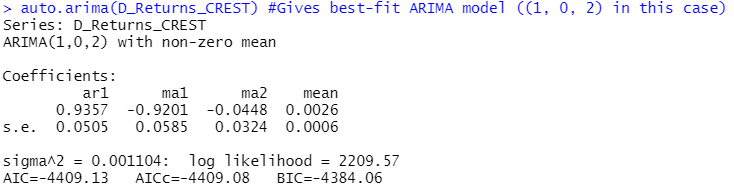 > auto.arima(D_Returns_CREST) #Gives best-fit ARIMA model ((1, 0, 2) in this case)
Series: D_Returns_CREST
ARIMA(1,0,2) with non-zero mean
Coefficients:
ar1 ma1 ma2 mean
0.9357 -0.9201 -0.0448 0.0026
s.e. 0.0505 0.0585 0.0324 0.0006
sigma^2 = 0.001104: log likelihood = 2209.57
AIC=-4409.13 AICc=-4409.08 BIC=-4384.06